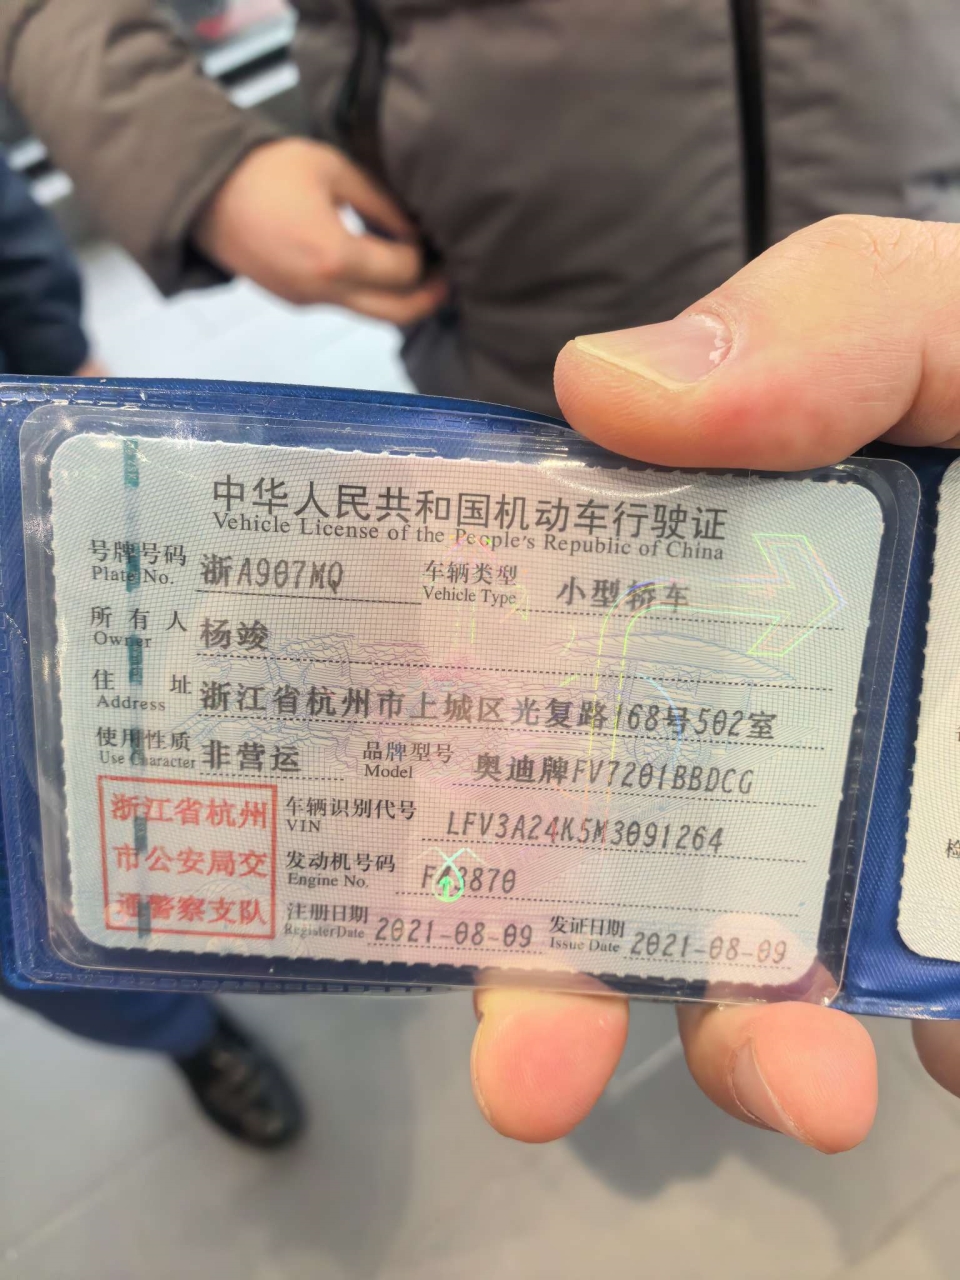 中华人民共和国机动车行驶证
Vehicle License of the People's Republic of China
号牌号码 浙A907MQ 车辆类型 小型轿车
Plate No. Vehicle Type
所有人 杨竣
Owner
住址 浙江省杭州市上城区光复路168号502室
Address
使用性质 非营运 品牌型号 奥迪牌FV7201BBDCG
Use Character Model
浙江省杭州
市公安局交
通警察支队
车辆识别代号 LFV3A24K5M3091264
VIN
发动机号码
Engine No.
注册日期 2021-08-09 发证日期 2021-08-09
Register Date Issue Date
检